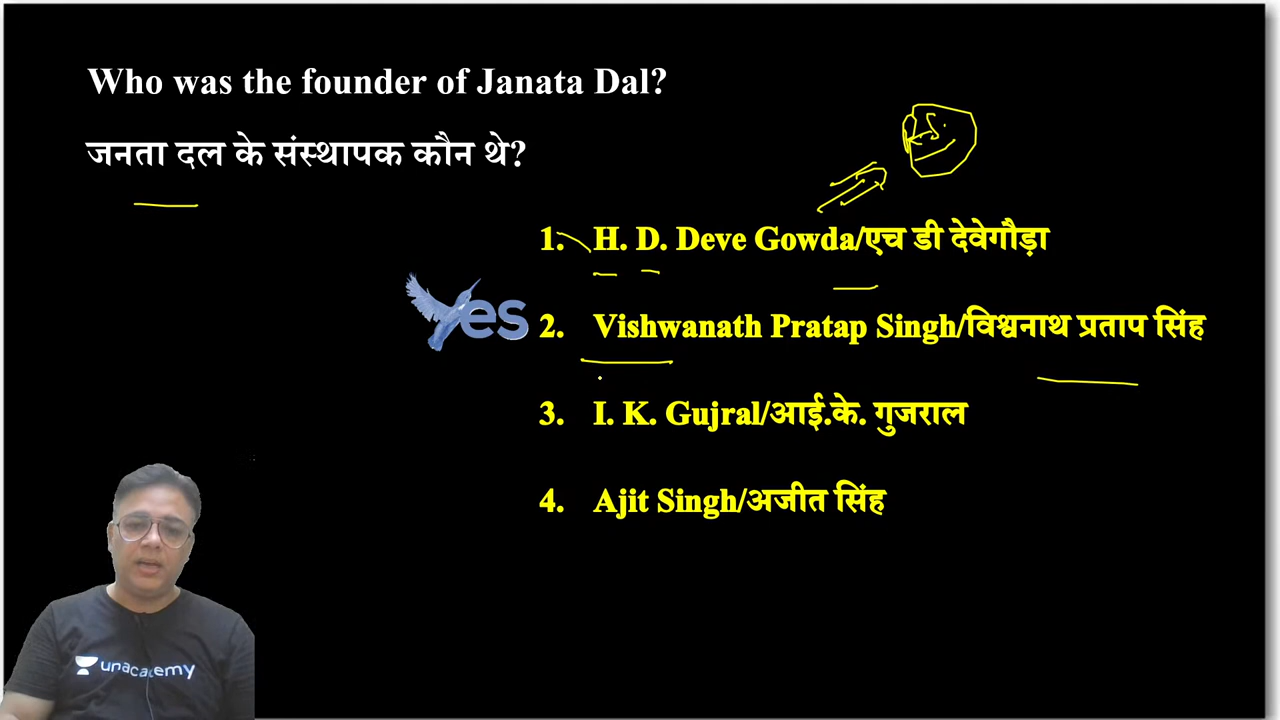 Who was the founder of Janata Dal?
जनता दल के संस्थापक कौन थे?
1. H. D. Deve Gowda/एच डी देवेगौड़ा
yes
2. Vishwanath Pratap Singh/विश्वनाथ प्रताप सिंह
3. I. K. Gujral/आई.के. गुजराल
4. Ajit Singh/अजीत सिंह
unacademy